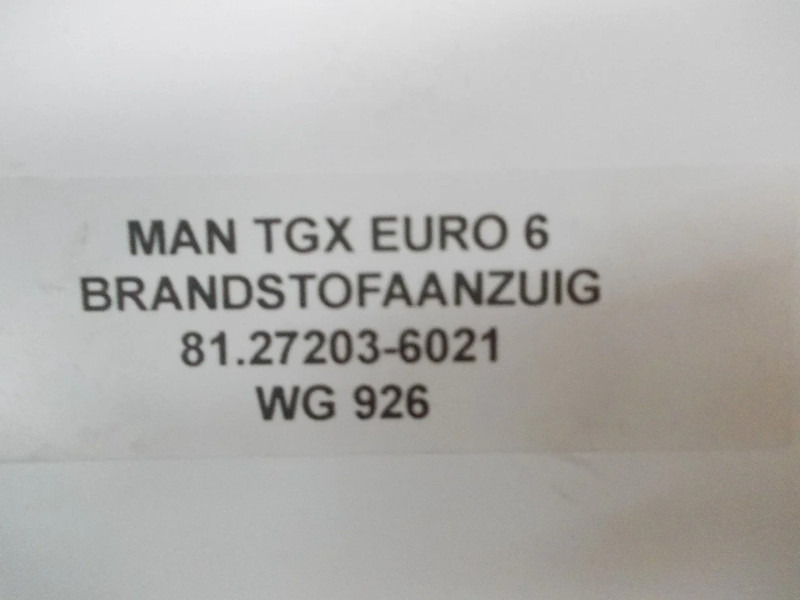 MAN TGX EURO 6
BRANDSTOFAANZUIG
81.27203-6021
WG 926